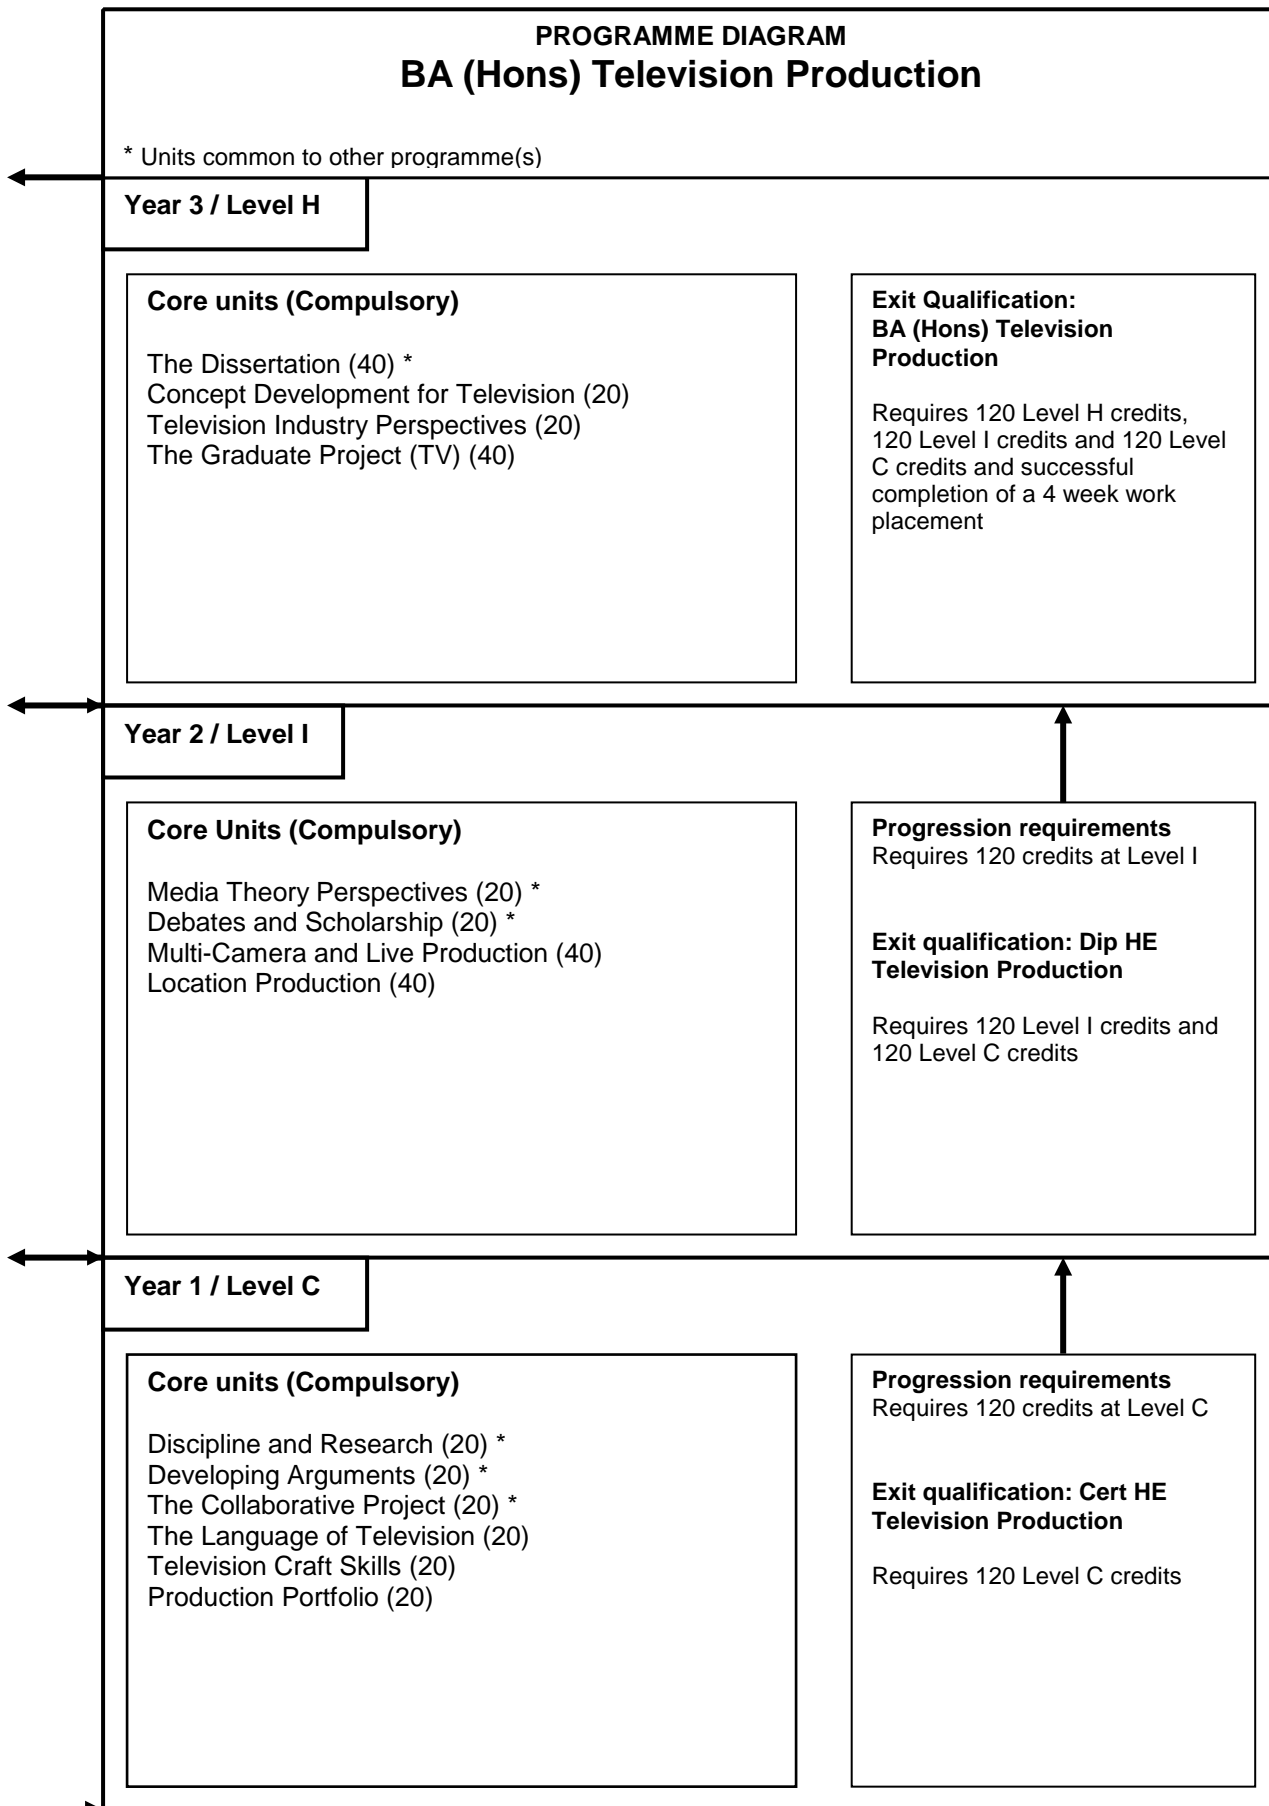 PROGRAMME DIAGRAM
BA (Hons) Television Production
* Units common to other programme(s)
Year 3 / Level H
Core units (Compulsory)
The Dissertation (40) *
Concept Development for Television (20)
Television Industry Perspectives (20)
The Graduate Project (TV) (40)
Exit Qualification:
BA (Hons) Television
Production
Requires 120 Level H credits,
120 Level I credits and 120 Level
C credits and successful
completion of a 4 week work
placement
Year 2 / Level I
Core Units (Compulsory)
Media Theory Perspectives (20) *
Debates and Scholarship (20) *
Multi-Camera and Live Production (40)
Location Production (40)
Progression requirements
Requires 120 credits at Level I
Exit qualification: Dip HE
Television Production
Requires 120 Level I credits and
120 Level C credits
Year 1 / Level C
Core units (Compulsory)
Discipline and Research (20) *
Developing Arguments (20) *
The Collaborative Project (20) *
The Language of Television (20)
Television Craft Skills (20)
Production Portfolio (20)
Progression requirements
Requires 120 credits at Level C
Exit qualification: Cert HE
Television Production
Requires 120 Level C credits